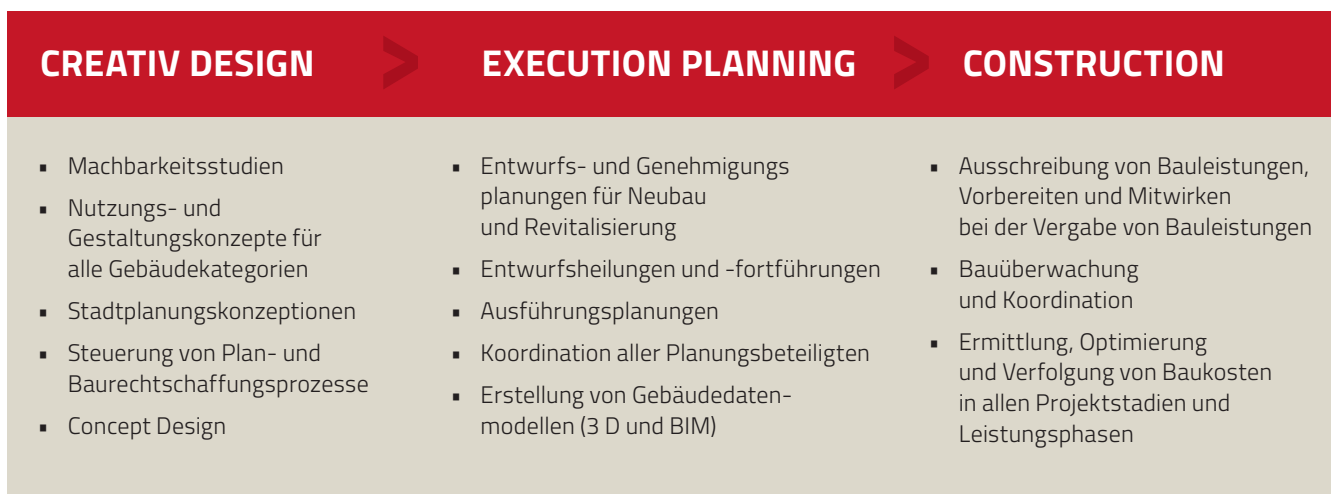 CREATIV DESIGN > EXECUTION PLANNING > CONSTRUCTION
▪ Machbarkeitsstudien
▪ Nutzungs- und
Gestaltungskonzepte für
alle Gebäudekategorien
▪ Stadtplanungskonzeptionen
▪ Steuerung von Plan- und
Baurechtschaffungsprozesse
▪ Concept Design
▪ Entwurfs- und Genehmigungs
planungen für Neubau
und Revitalisierung
▪ Entwurfsheilungen und -fortführungen
▪ Ausführungsplanungen
▪ Koordination aller Planungsbeteiligten
▪ Erstellung von Gebäudedaten-
modellen (3 D und BIM)
▪ Ausschreibung von Bauleistungen,
Vorbereiten und Mitwirken
bei der Vergabe von Bauleistungen
▪ Bauüberwachung
und Koordination
▪ Ermittlung, Optimierung
und Verfolgung von Baukosten
in allen Projektstadien und
Leistungsphasen